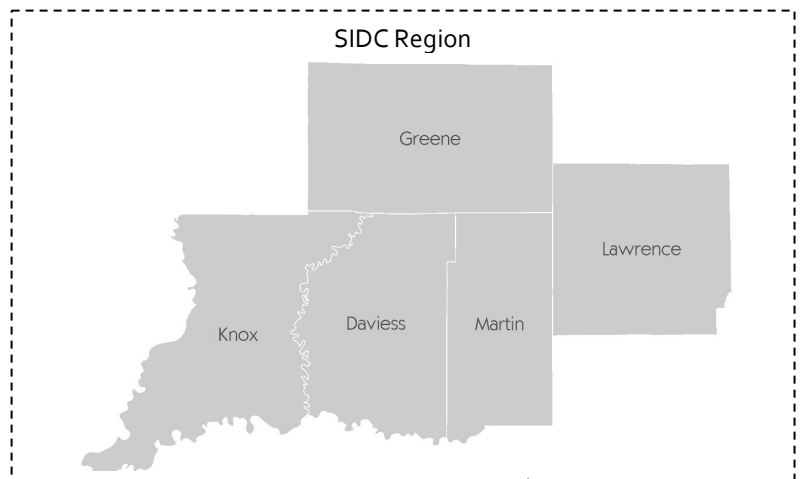 SIDC Region
Greene
Lawrence
Knox
Daviess
Martin